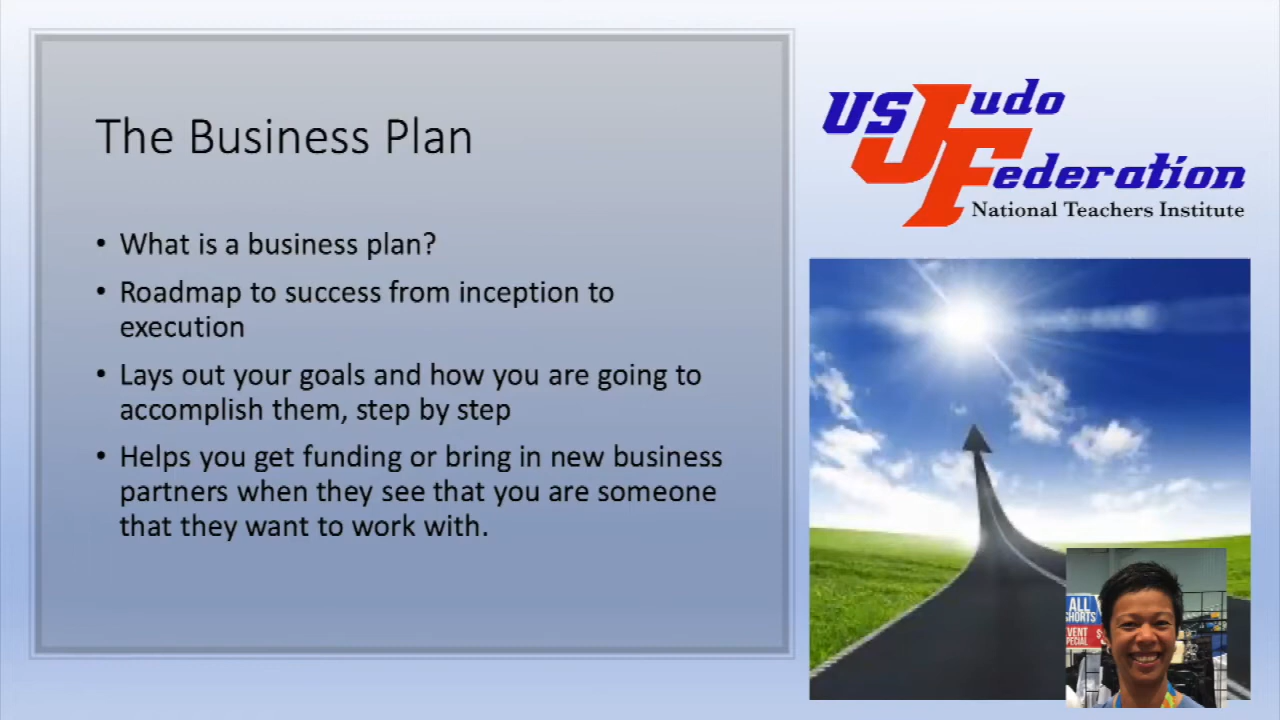 The Business Plan
• What is a business plan?
• Roadmap to success from inception to
execution
• Lays out your goals and how you are going to
accomplish them, step by step
• Helps you get funding or bring in new business
partners when they see that you are someone
that they want to work with.
US Judo
Federation
National Teachers Institute
ALL
SHORTS
EVENT
SPECIAL